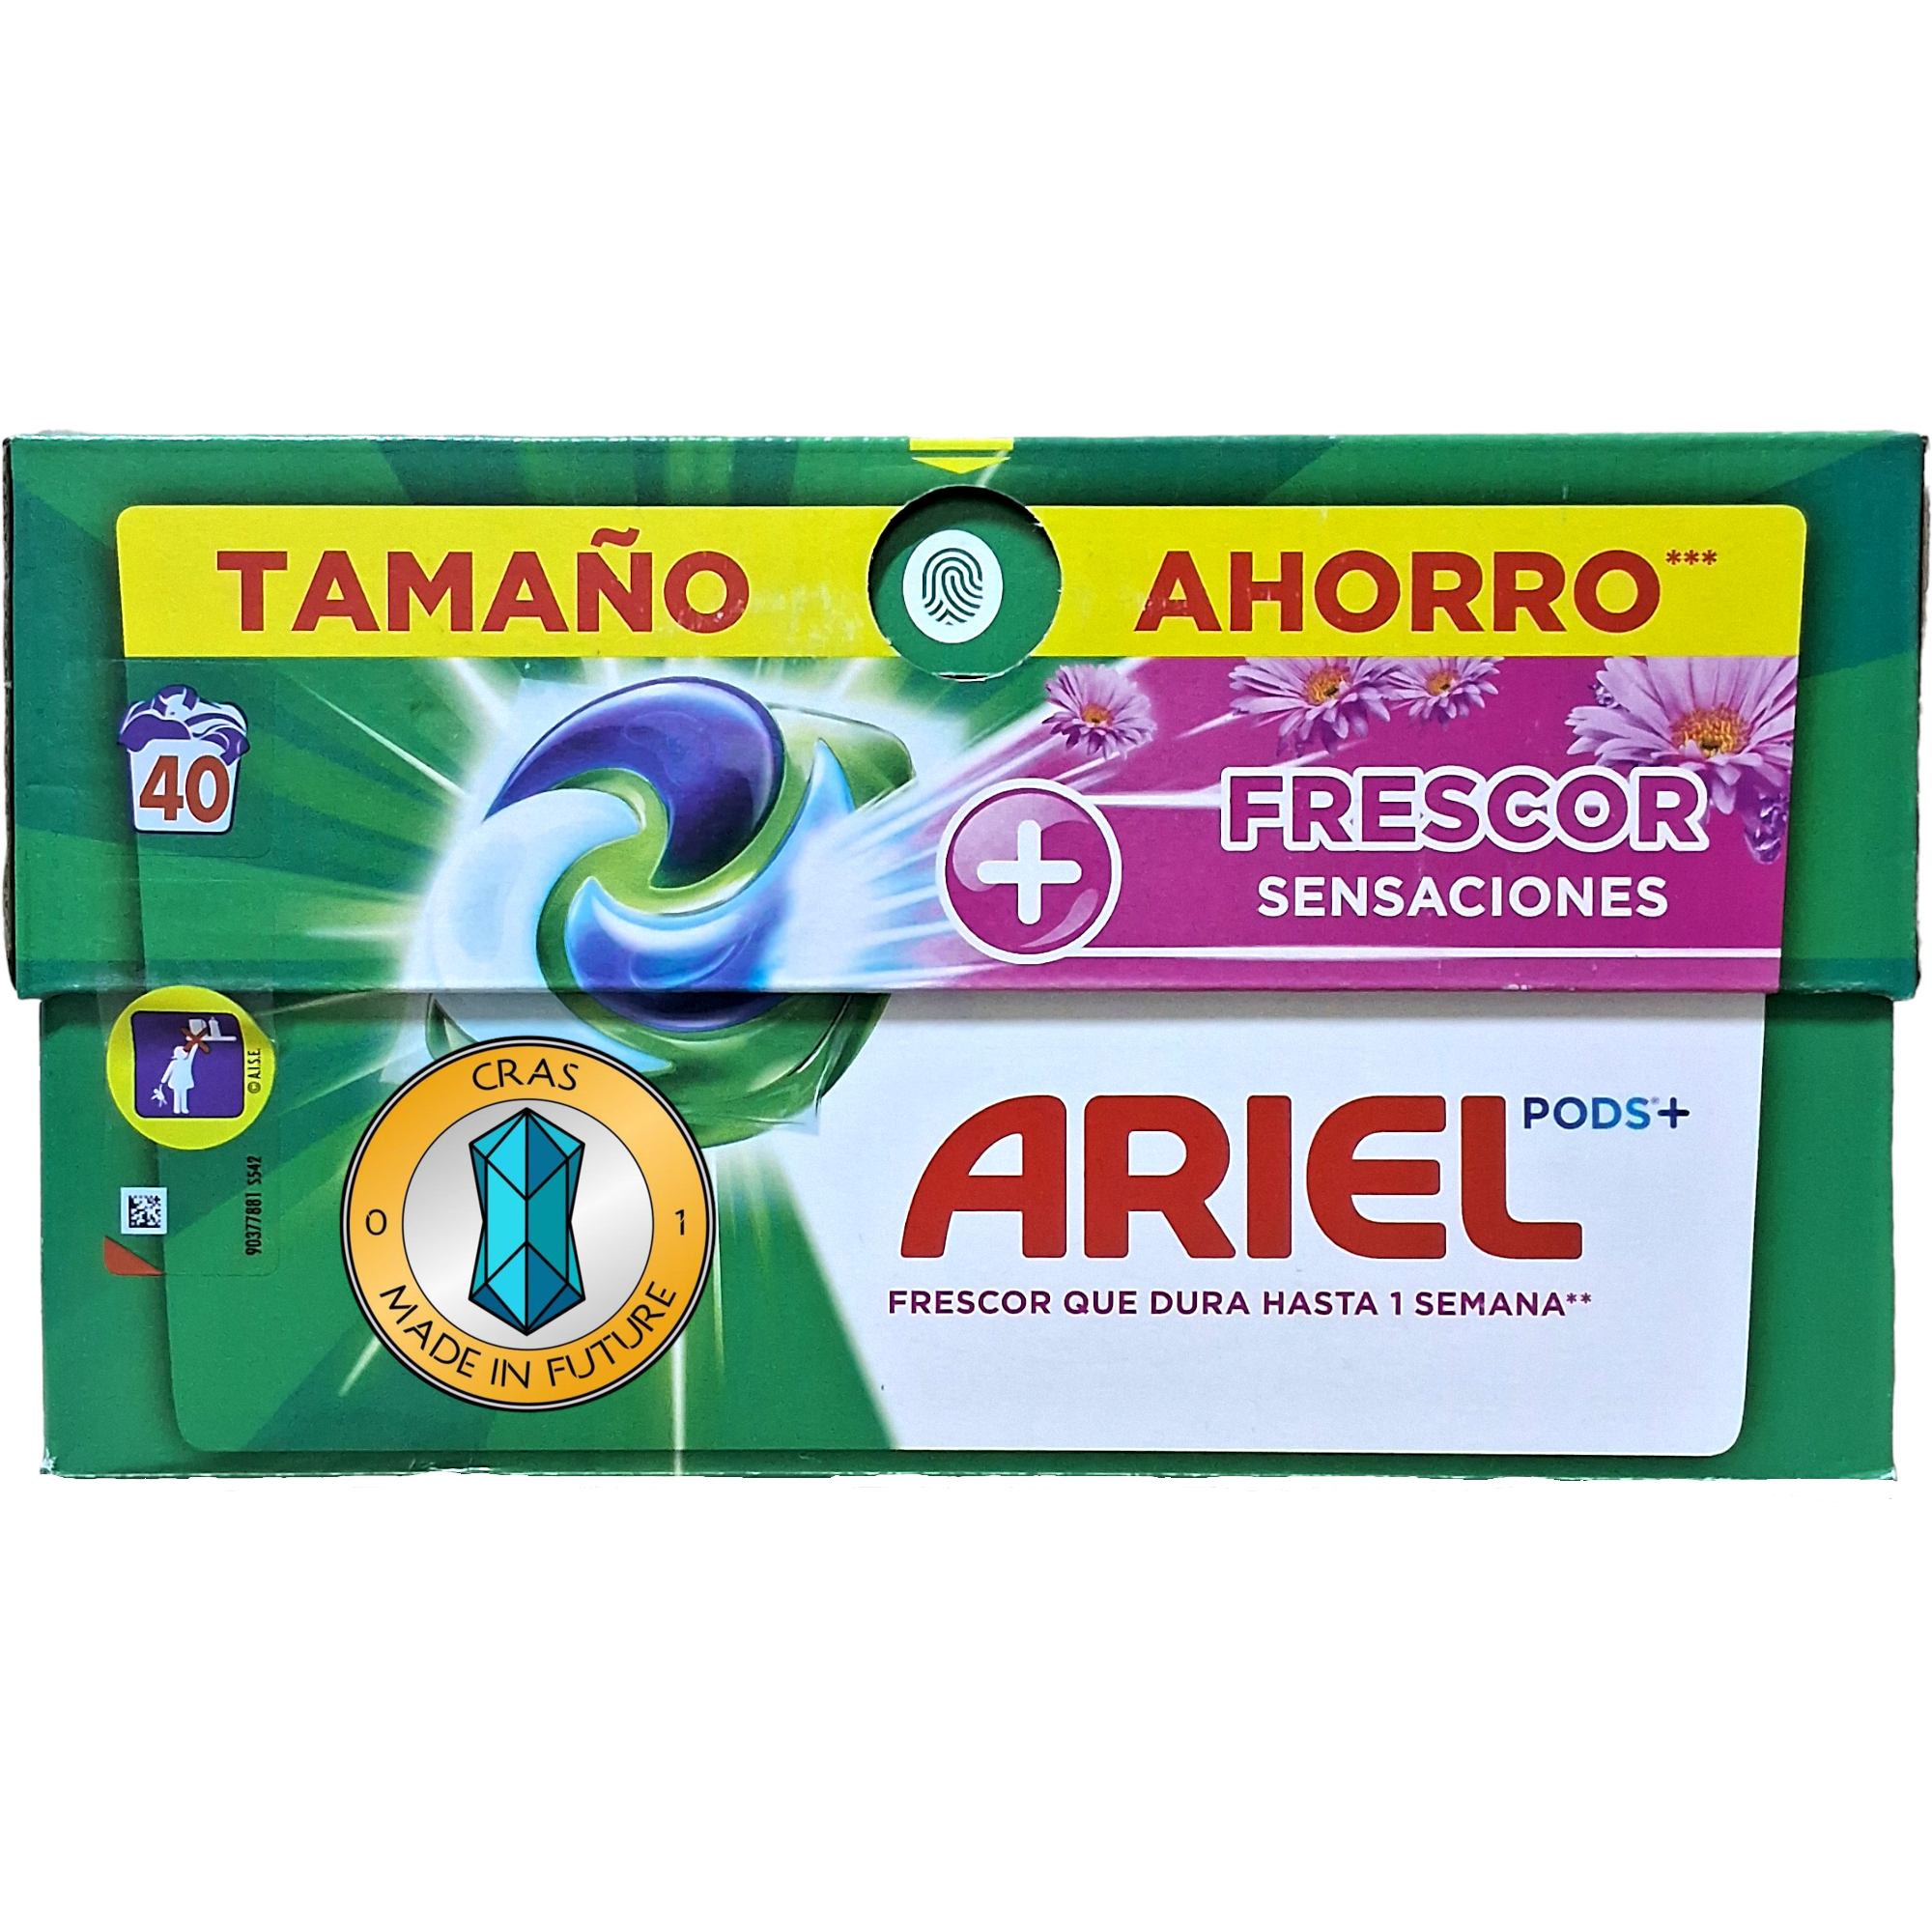 TAMAÑO AHORRO***
40
FRESCOR
SENSACIONES
© A.I.S.E.
ARIEL PODS®+
FRESCOR QUE DURA HASTA 1 SEMANA**
90377881 SS42
CRAS
0 1
MADE IN FUTURE